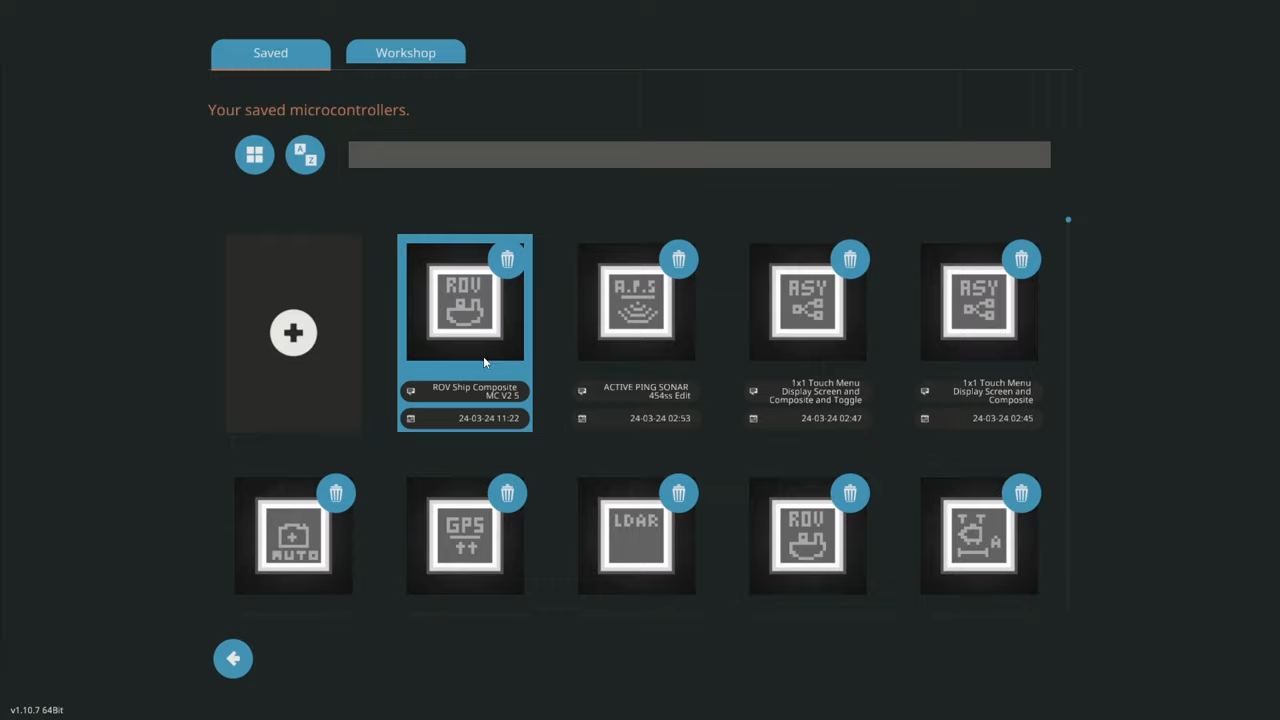 Saved
Workshop
Your saved microcontrollers.
A
Z
ROV
A.P.S
ASY
ASY
ROV Ship Composite
MC V2 5
ACTIVE PING SONAR
454ss Edit
1x1 Touch Menu
Display Screen and
Composite and Toggle
1x1 Touch Menu
Display Screen and
Composite
24-03-24 11:22
24-03-24 02:53
24-03-24 02:47
24-03-24 02:45
AUTO
GPS
LDAR
ROV
T T
A
v1.10.7 64Bit